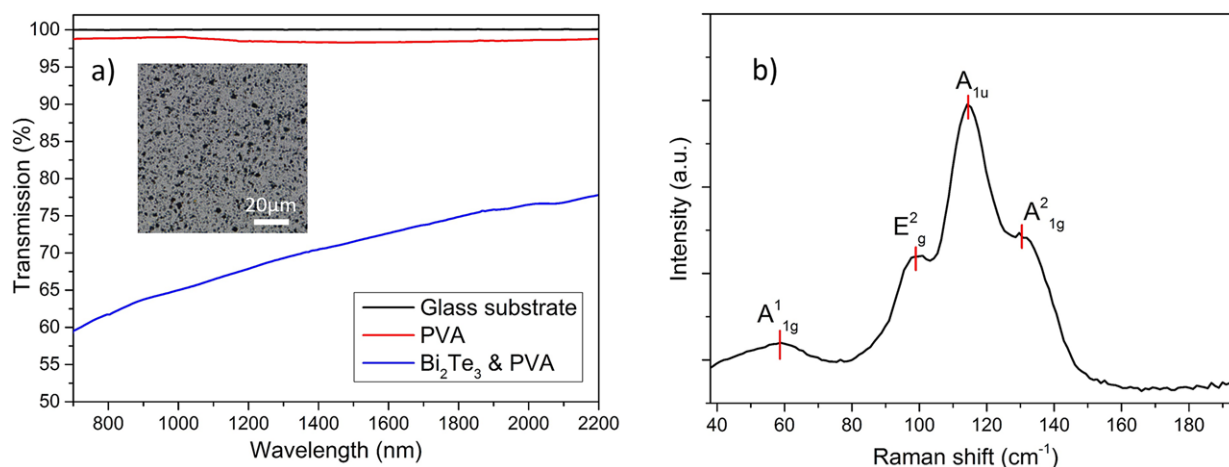 a)
Transmission (%)
100
95
90
85
80
75
70
65
60
55
50
20μm
Glass substrate
PVA
Bi₂Te₃ & PVA
800 1000 1200 1400 1600 1800 2000 2200
Wavelength (nm)
b)
Intensity (a.u.)
A¹₁g
E²g
A₁u
A²₁g
40 60 80 100 120 140 160 180
Raman shift (cm⁻¹)